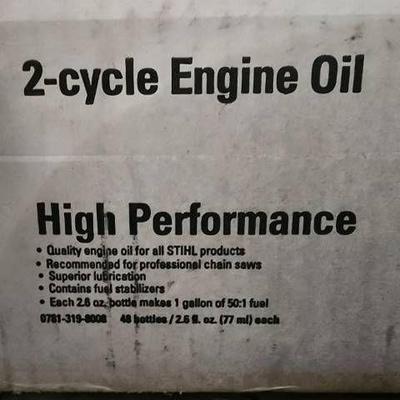 2-cycle Engine Oil
High Performance
• Quality engine oil for all STIHL products
• Recommended for professional chain saws
• Superior lubrication
• Contains fuel stabilizers
• Each 2.6 oz. bottle makes 1 gallon of 50:1 fuel
0781-319-8008 48 bottles / 2.6 fl. oz. (77 ml) each